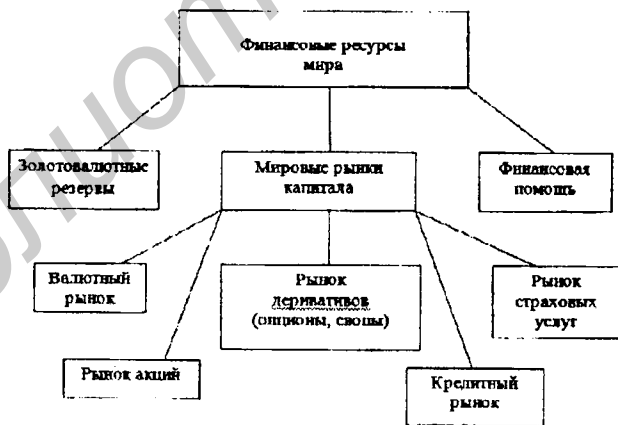 Финансовые ресурсы
мира
Золотовалютные
резервы
Мировые рынки
капитала
Финансовая
помощь
Валютный
рынок
Рынок
деривативов
(опционы, свопы)
Рынок
страховых
услуг
Рынок акций
Кредитный
рынок